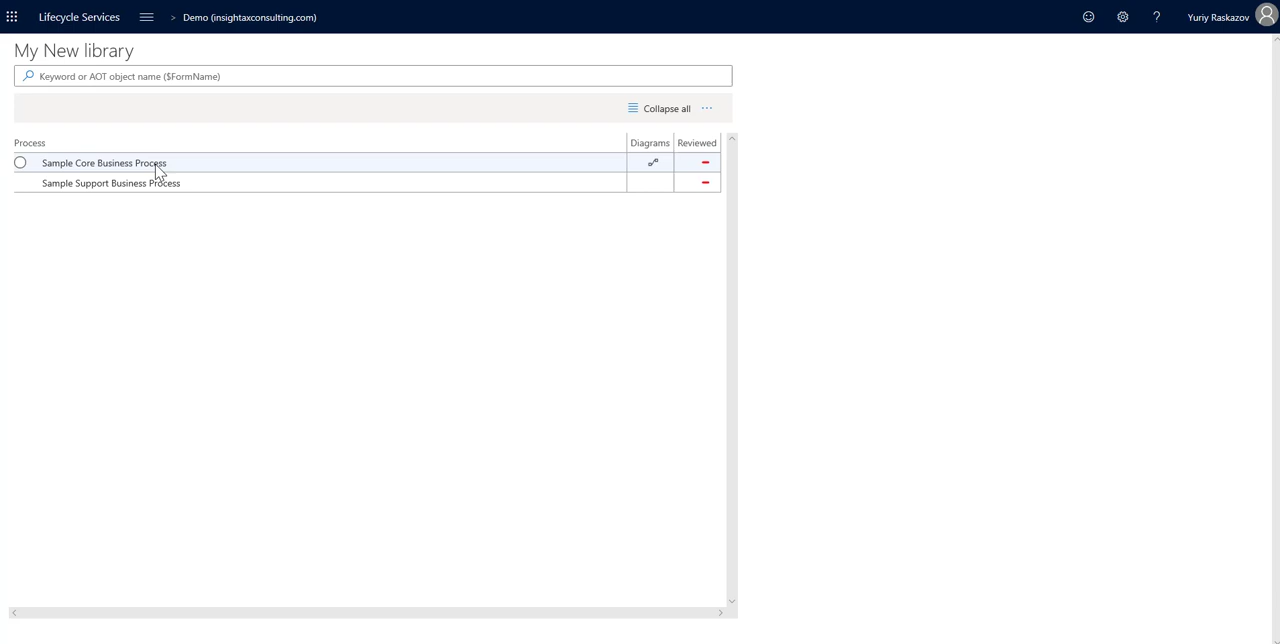 Lifecycle Services > Demo (insightaxconsulting.com) ? Yuriy Raskazov
My New library
Keyword or AOT object name ($FormName)
Collapse all ...
Process Diagrams Reviewed
Sample Core Business Process
Sample Support Business Process